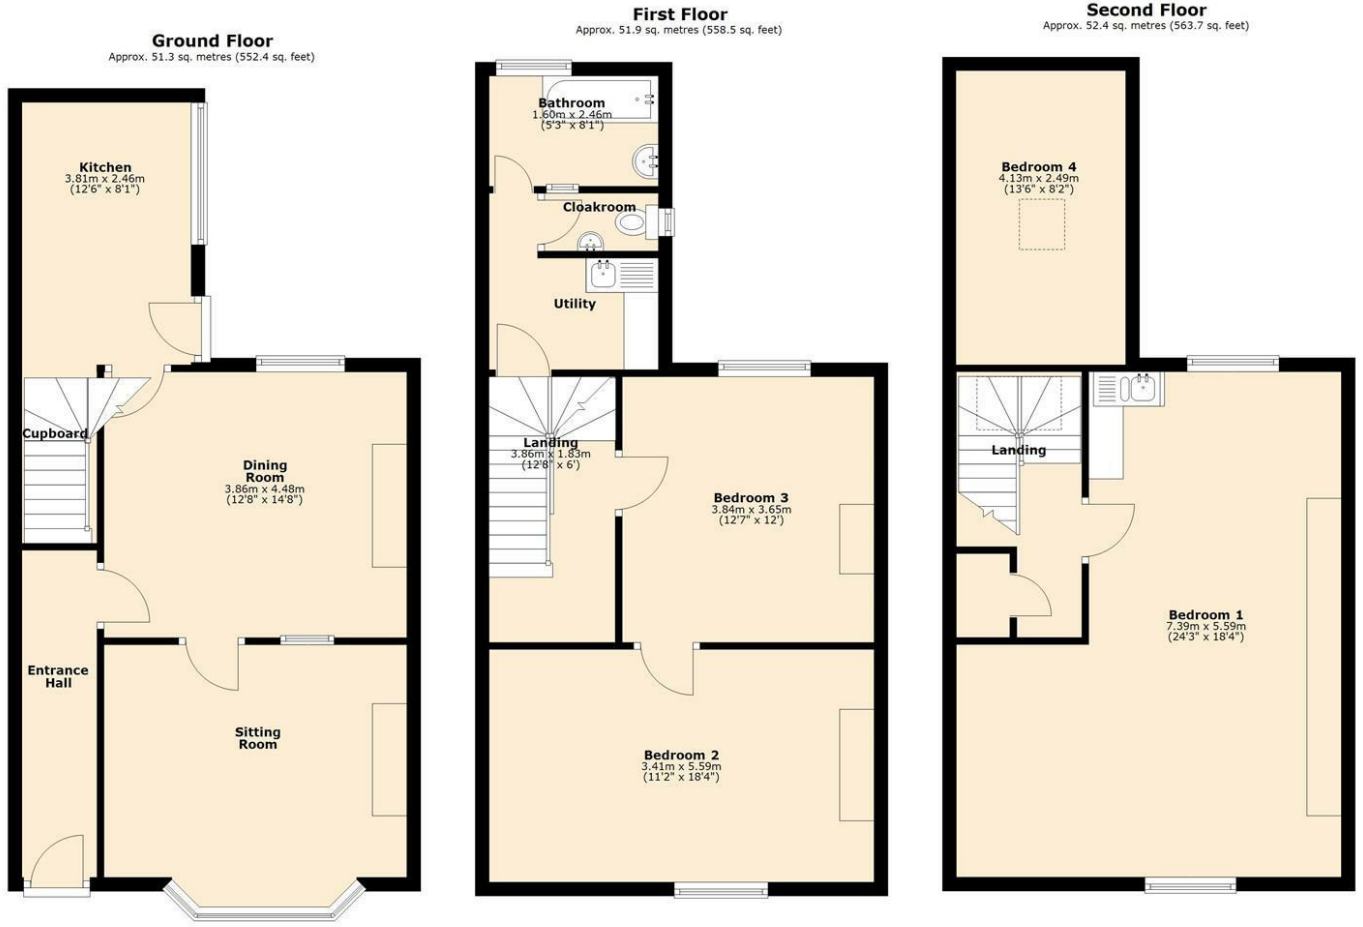 Ground Floor
Approx. 51.3 sq. metres (552.4 sq. feet)
Kitchen
3.81m x 2.46m
(12'6" x 8'1")
Cupboard
Dining
Room
3.86m x 4.48m
(12'8" x 14'8")
Entrance
Hall
Sitting
Room
First Floor
Approx. 51.9 sq. metres (558.5 sq. feet)
Bathroom
1.60m x 2.46m
(5'3" x 8'1")
Cloakroom
Utility
Landing
3.86m x 1.83m
(12'8" x 6')
Bedroom 3
3.84m x 3.65m
(12'7" x 12')
Bedroom 2
3.41m x 5.59m
(11'2" x 18'4")
Second Floor
Approx. 52.4 sq. metres (563.7 sq. feet)
Bedroom 4
4.13m x 2.49m
(13'6" x 8'2")
Landing
Bedroom 1
7.39m x 5.59m
(24'3" x 18'4")